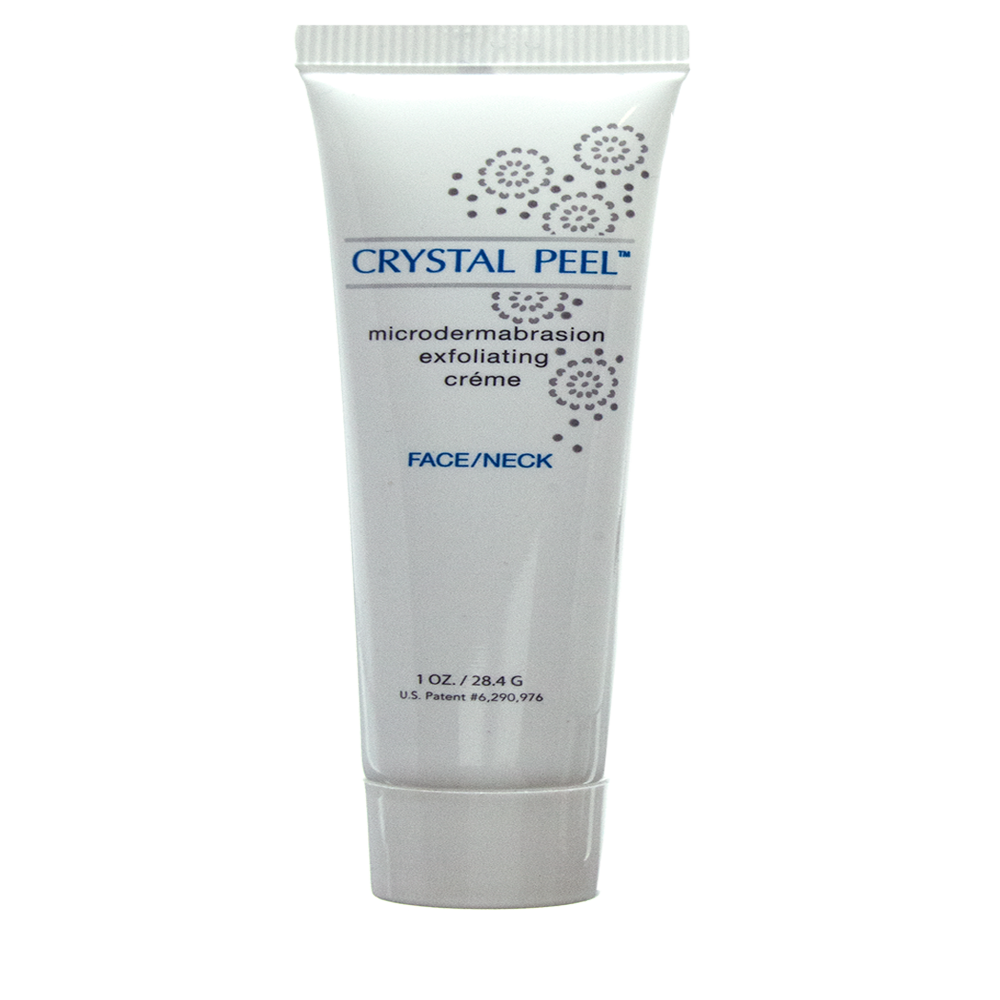 CRYSTAL PEEL™
microdermabrasion
exfoliating
créme
FACE/NECK
1 OZ. / 28.4 G
U.S. Patent #6,290,976